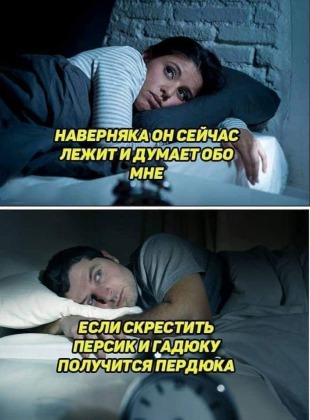 НАВЕРНЯКА ОН СЕЙЧАС
ЛЕЖИТ И ДУМАЕТ ОБО
МНЕ
ЕСЛИ СКРЕСТИТЬ
ПЕРСИК И ГАДЮКУ
ПОЛУЧИТСЯ ПЕРДЮКА